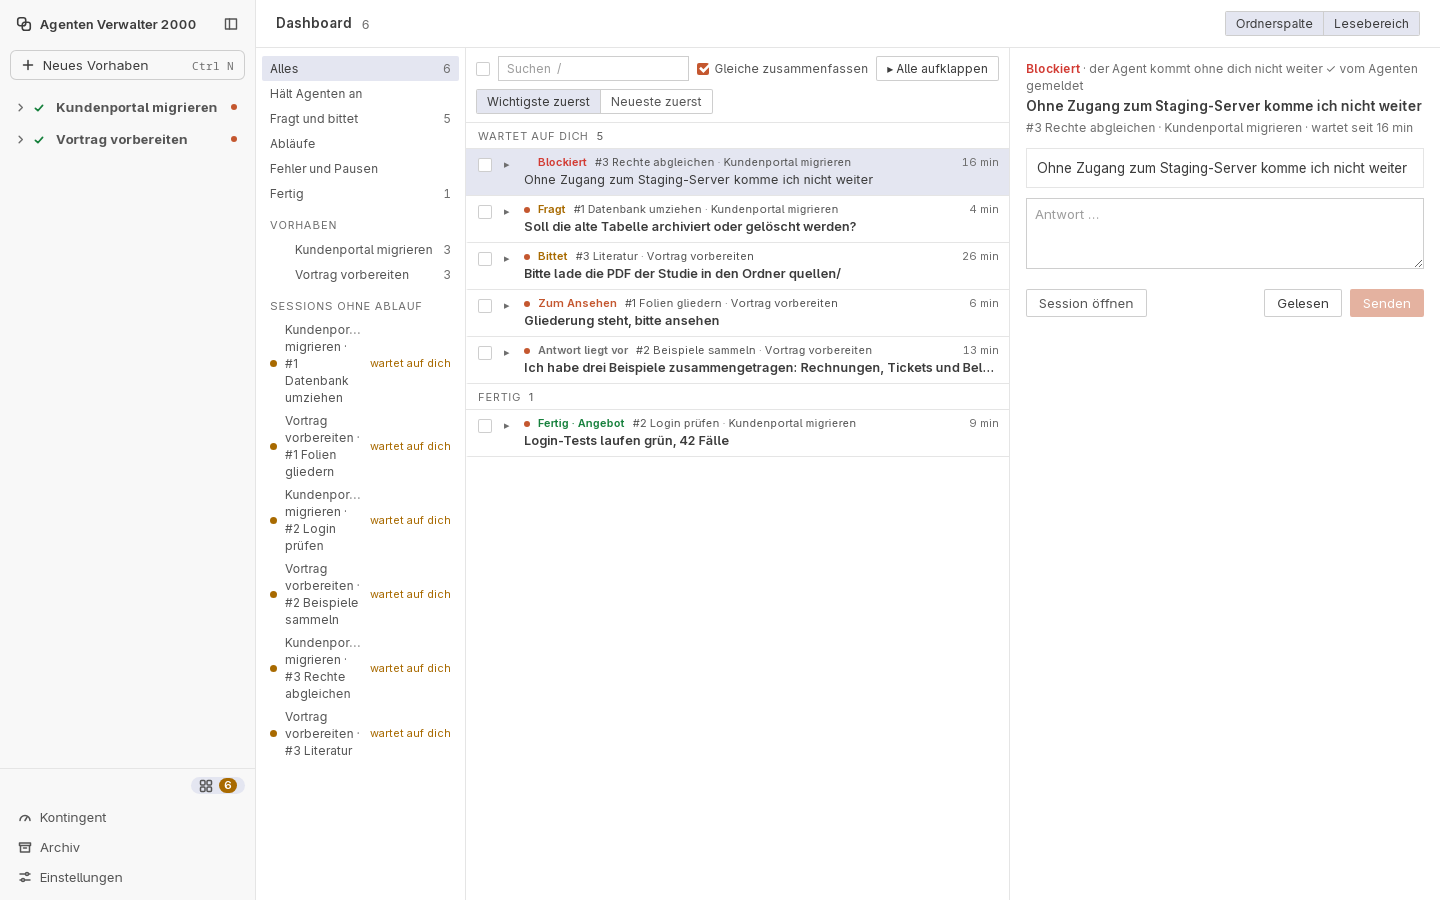 Agenten Verwalter 2000
Neues Vorhaben Ctrl N
Kundenportal migrieren
Vortrag vorbereiten
6
Kontingent
Archiv
Einstellungen
Dashboard 6
Ordnerspalte Lesebereich
Alles 6
Hält Agenten an
Fragt und bittet 5
Abläufe
Fehler und Pausen
Fertig 1
VORHABEN
Kundenportal migrieren 3
Vortrag vorbereiten 3
SESSIONS OHNE ABLAUF
Kundenpor…
migrieren ·
#1
Datenbank
umziehen
wartet auf dich
Vortrag
vorbereiten ·
#1 Folien
gliedern
wartet auf dich
Kundenpor…
migrieren ·
#2 Login
prüfen
wartet auf dich
Vortrag
vorbereiten ·
#2 Beispiele
sammeln
wartet auf dich
Kundenpor…
migrieren ·
#3 Rechte
abgleichen
wartet auf dich
Vortrag
vorbereiten ·
#3 Literatur
wartet auf dich
Suchen /
Gleiche zusammenfassen
▸ Alle aufklappen
Wichtigste zuerst Neueste zuerst
WARTET AUF DICH 5
Blockiert #3 Rechte abgleichen · Kundenportal migrieren 16 min
Ohne Zugang zum Staging-Server komme ich nicht weiter
Fragt #1 Datenbank umziehen · Kundenportal migrieren 4 min
Soll die alte Tabelle archiviert oder gelöscht werden?
Bittet #3 Literatur · Vortrag vorbereiten 26 min
Bitte lade die PDF der Studie in den Ordner quellen/
Zum Ansehen #1 Folien gliedern · Vortrag vorbereiten 6 min
Gliederung steht, bitte ansehen
Antwort liegt vor #2 Beispiele sammeln · Vortrag vorbereiten 13 min
Ich habe drei Beispiele zusammengetragen: Rechnungen, Tickets und Bel…
FERTIG 1
Fertig · Angebot #2 Login prüfen · Kundenportal migrieren 9 min
Login-Tests laufen grün, 42 Fälle
Blockiert · der Agent kommt ohne dich nicht weiter ✓ vom Agenten
gemeldet
Ohne Zugang zum Staging-Server komme ich nicht weiter
#3 Rechte abgleichen · Kundenportal migrieren · wartet seit 16 min
Ohne Zugang zum Staging-Server komme ich nicht weiter
Antwort …
Session öffnen Gelesen Senden